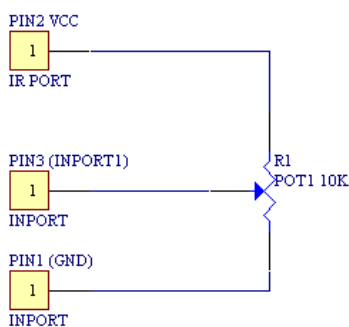 PIN2 VCC
1
IR PORT
PIN3 (INPORT1)
1
INPORT
R1
POT1 10K
PIN1 (GND)
1
INPORT